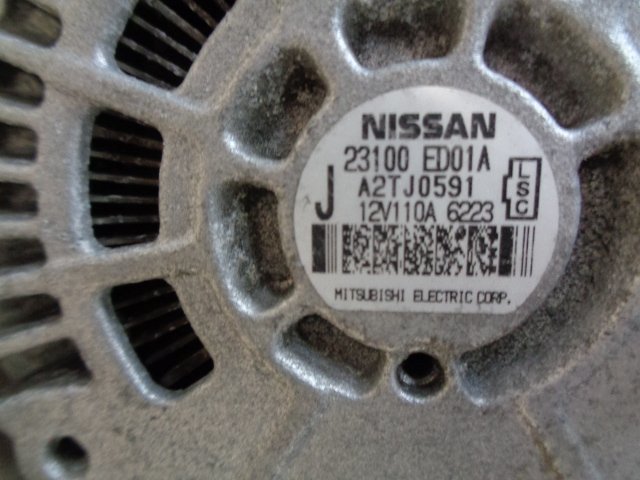 NISSAN
23100 ED01A
J A2TJ0591
12V110A 6223
L
S
C
MITSUBISHI ELECTRIC CORP.